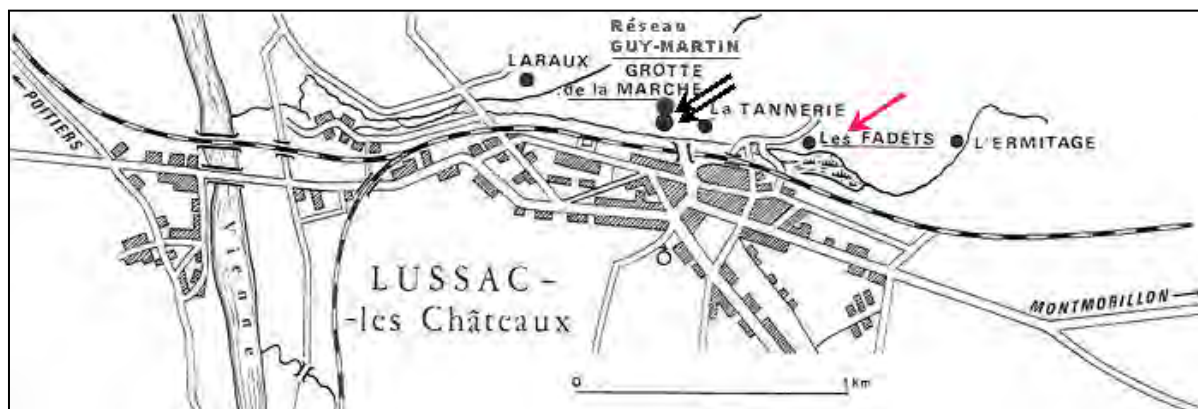 Réseau
GUY-MARTIN
GROTTE
de la MARCHE
LARAUX
La TANNERIE
Les FADETS
L'ERMITAGE
POITIERS
Vienne
LUSSAC-
-les Châteaux
MONTMORILLON
0 1 Km